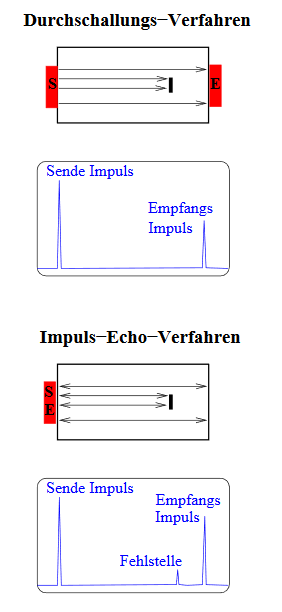 Durchschallungs−Verfahren
S
E
Sende Impuls
Empfangs
Impuls
Impuls−Echo−Verfahren
S
E
Sende Impuls
Empfangs
Impuls
Fehlstelle